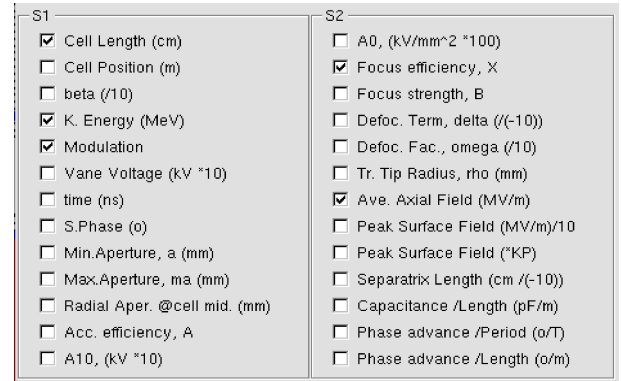 S1
Cell Length (cm)
Cell Position (m)
beta (/10)
K. Energy (MeV)
Modulation
Vane Voltage (kV *10)
time (ns)
S.Phase (o)
Min.Aperture, a (mm)
Max.Aperture, ma (mm)
Radial Aper. @cell mid. (mm)
Acc. efficiency, A
A10, (kV *10)
S2
A0, (kV/mm^2 *100)
Focus efficiency, X
Focus strength, B
Defoc. Term, delta (/(-10))
Defoc. Fac., omega (/10)
Tr. Tip Radius, rho (mm)
Ave. Axial Field (MV/m)
Peak Surface Field (MV/m)/10
Peak Surface Field (*KP)
Separatrix Length (cm /(-10))
Capacitance /Length (pF/m)
Phase advance /Period (o/T)
Phase advance /Length (o/m)